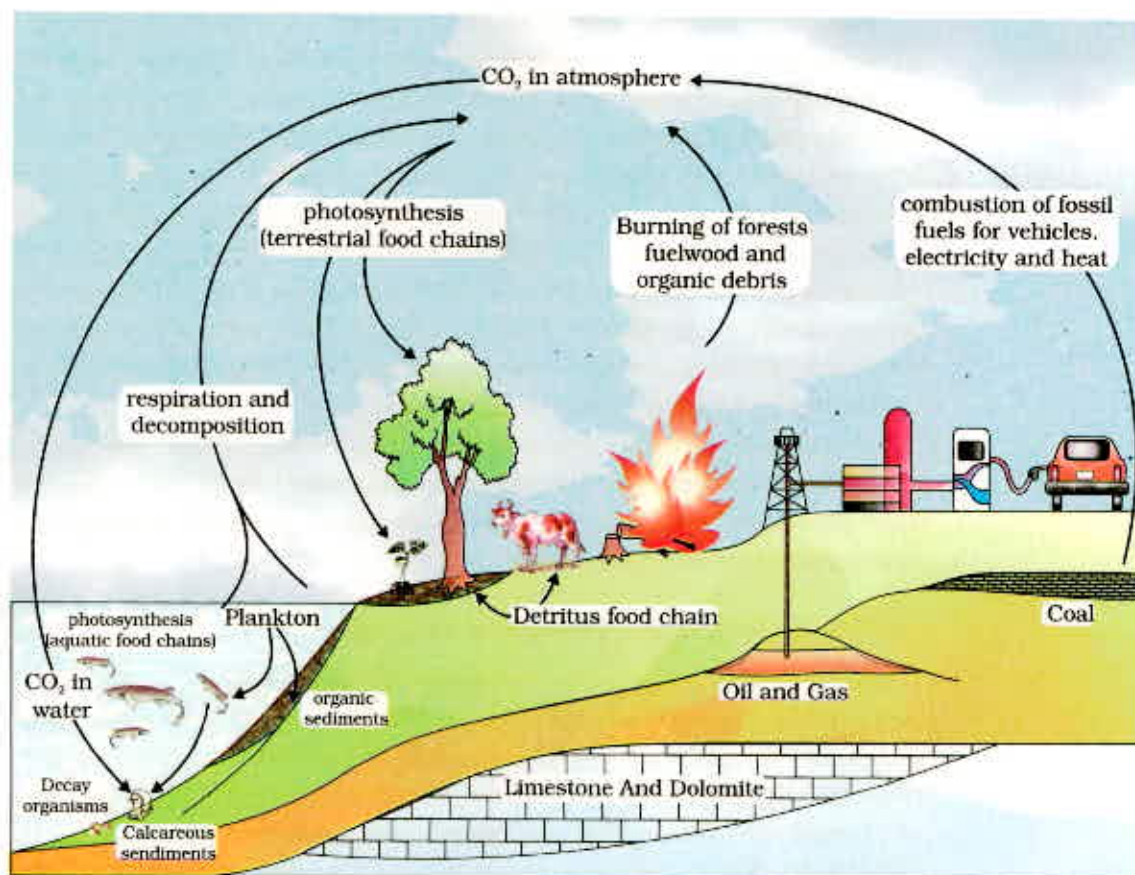 CO₂ in atmosphere
photosynthesis
(terrestrial food chains)
Burning of forests
fuelwood and
organic debris
combustion of fossil
fuels for vehicles.
electricity and heat
respiration and
decomposition
photosynthesis
(aquatic food chains)
Plankton
Detritus food chain
Coal
CO₂ in
water
organic
sediments
Oil and Gas
Limestone And Dolomite
Decay
organisms
Calcareous
sendiments